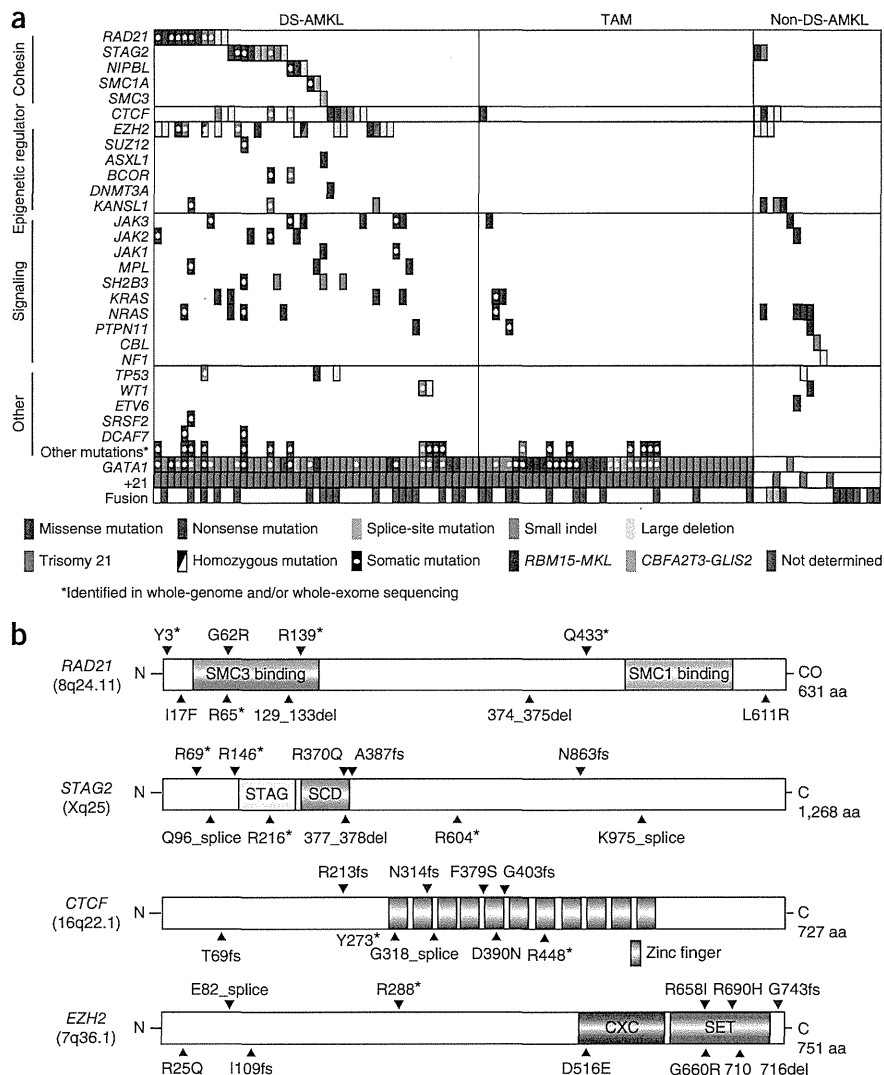 a
DS-AMKL TAM Non-DS-AMKL
Cohesin
RAD21
STAG2
NIPBL
SMC1A
SMC3
CTCF
Epigenetic regulator
EZH2
SUZ12
ASXL1
BCOR
DNMT3A
KANSL1
Signaling
JAK3
JAK2
JAK1
MPL
SH2B3
KRAS
NRAS
PTPN11
CBL
NF1
Other
TP53
WT1
ETV6
SRSF2
DCAF7
Other mutations*
GATA1
+21
Fusion
Missense mutation Nonsense mutation Splice-site mutation Small indel Large deletion
Trisomy 21 Homozygous mutation Somatic mutation RBM15-MKL CBFA2T3-GLIS2 Not determined
*Identified in whole-genome and/or whole-exome sequencing
b
Y3* G62R R139* Q433*
RAD21 N SMC3 binding SMC1 binding CO
(8q24.11) 631 aa
I17F R65* 129_133del 374_375del L611R
R69* R146* R370Q A387fs N863fs
STAG2 N STAG SCD C
(Xq25) 1,268 aa
Q96_splice R216* 377_378del R604* K975_splice
R213fs N314fs F379S G403fs
CTCF N C
(16q22.1) 727 aa
T69fs Y273* G318_splice D390N R448* Zinc finger
E82_splice R288* R658I R690H G743fs
EZH2 N CXC SET C
(7q36.1) 751 aa
R25Q I109fs D516E G660R 710 716del